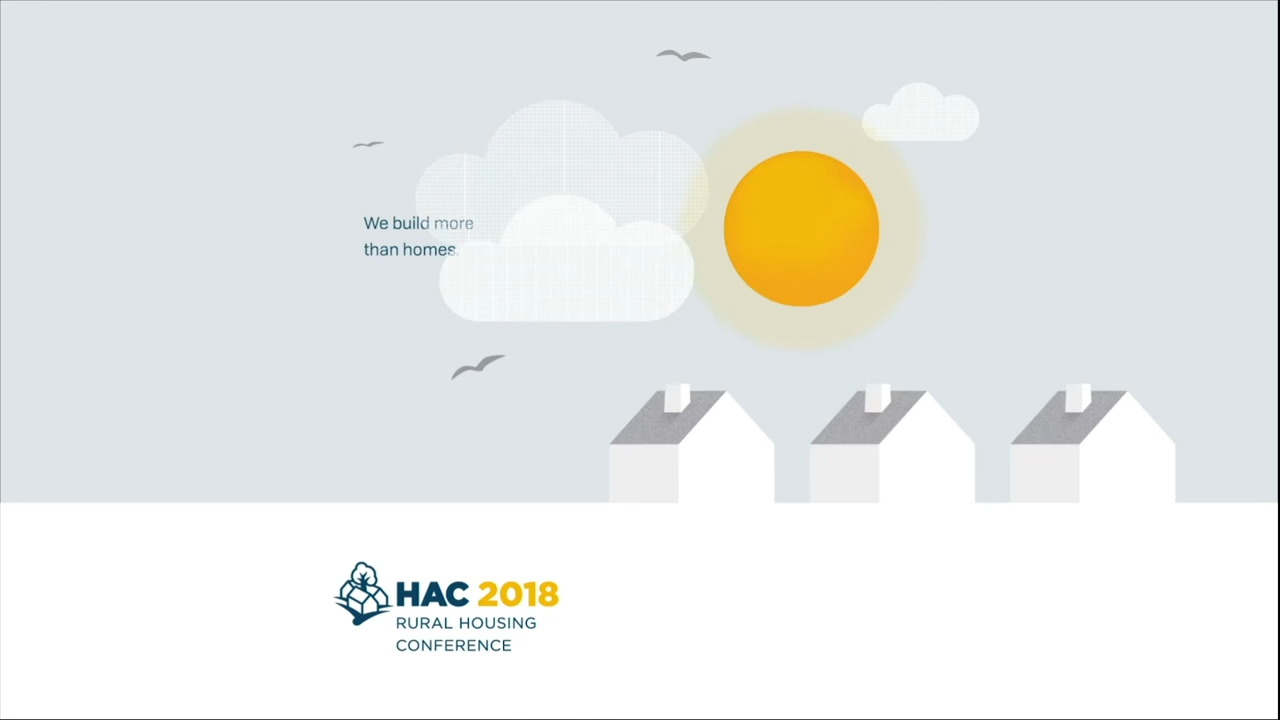 We build more
than homes.
HAC 2018
RURAL HOUSING
CONFERENCE